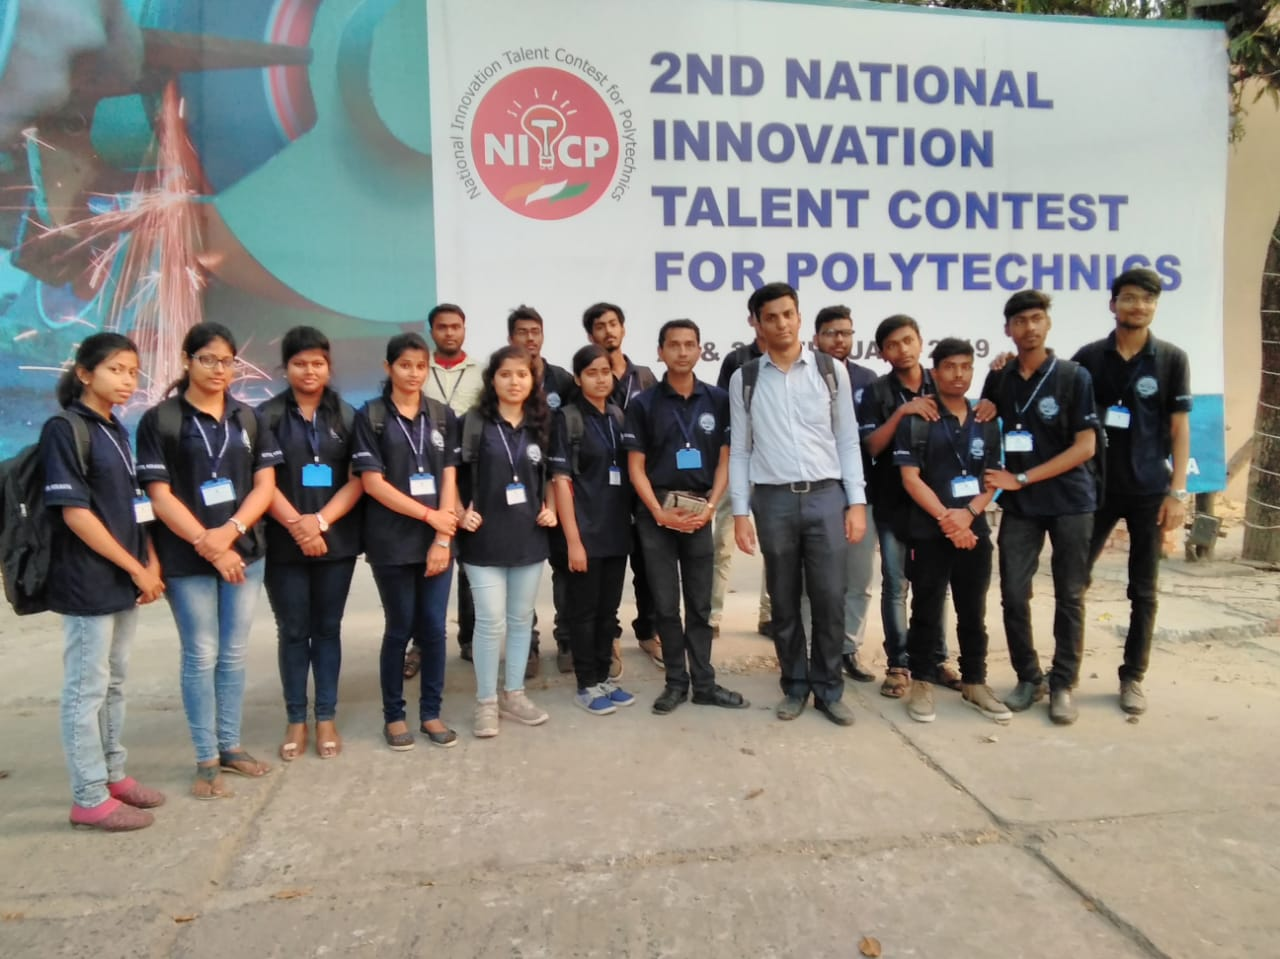 National Innovation Talent Contest for Polytechnics
NITCP
2ND NATIONAL
INNOVATION
TALENT CONTEST
FOR POLYTECHNICS
&